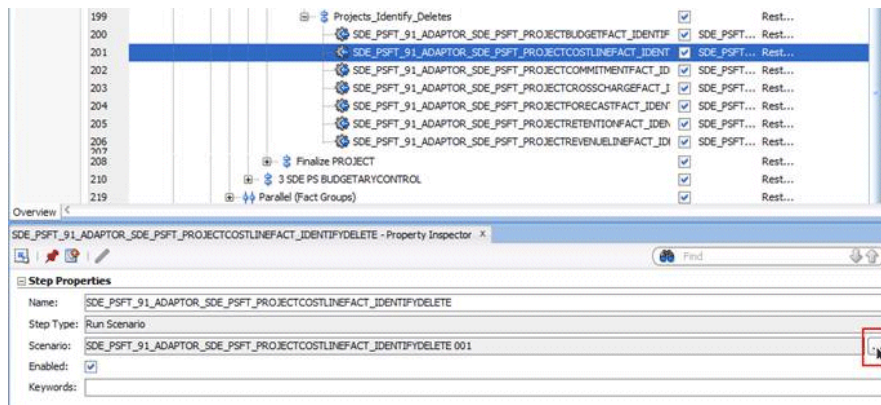 199 Projects_Identify_Deletes Rest...
200 SDE_PSFT_91_ADAPTOR_SDE_PSFT_PROJECTBUDGETFACT_IDENTIF SDE_PSFT... Rest...
201 SDE_PSFT_91_ADAPTOR_SDE_PSFT_PROJECTCOSTLINEFACT_IDENT SDE_PSFT... Rest...
202 SDE_PSFT_91_ADAPTOR_SDE_PSFT_PROJECTCOMMITMENTFACT_ID SDE_PSFT... Rest...
203 SDE_PSFT_91_ADAPTOR_SDE_PSFT_PROJECTCROSSCHARGEFACT_I SDE_PSFT... Rest...
204 SDE_PSFT_91_ADAPTOR_SDE_PSFT_PROJECTFORECASTFACT_IDEN SDE_PSFT... Rest...
205 SDE_PSFT_91_ADAPTOR_SDE_PSFT_PROJECTRETENTIONFACT_IDEN SDE_PSFT... Rest...
206 SDE_PSFT_91_ADAPTOR_SDE_PSFT_PROJECTREVENUELINEFACT_IDI SDE_PSFT... Rest...
207
208 Finalize PROJECT Rest...
210 3 SDE PS BUDGETARYCONTROL Rest...
219 Parallel (Fact Groups) Rest...
Overview
SDE_PSFT_91_ADAPTOR_SDE_PSFT_PROJECTCOSTLINEFACT_IDENTIFYDELETE - Property Inspector
Find
Step Properties
Name: SDE_PSFT_91_ADAPTOR_SDE_PSFT_PROJECTCOSTLINEFACT_IDENTIFYDELETE
Step Type: Run Scenario
Scenario: SDE_PSFT_91_ADAPTOR_SDE_PSFT_PROJECTCOSTLINEFACT_IDENTIFYDELETE 001
Enabled:
Keywords: